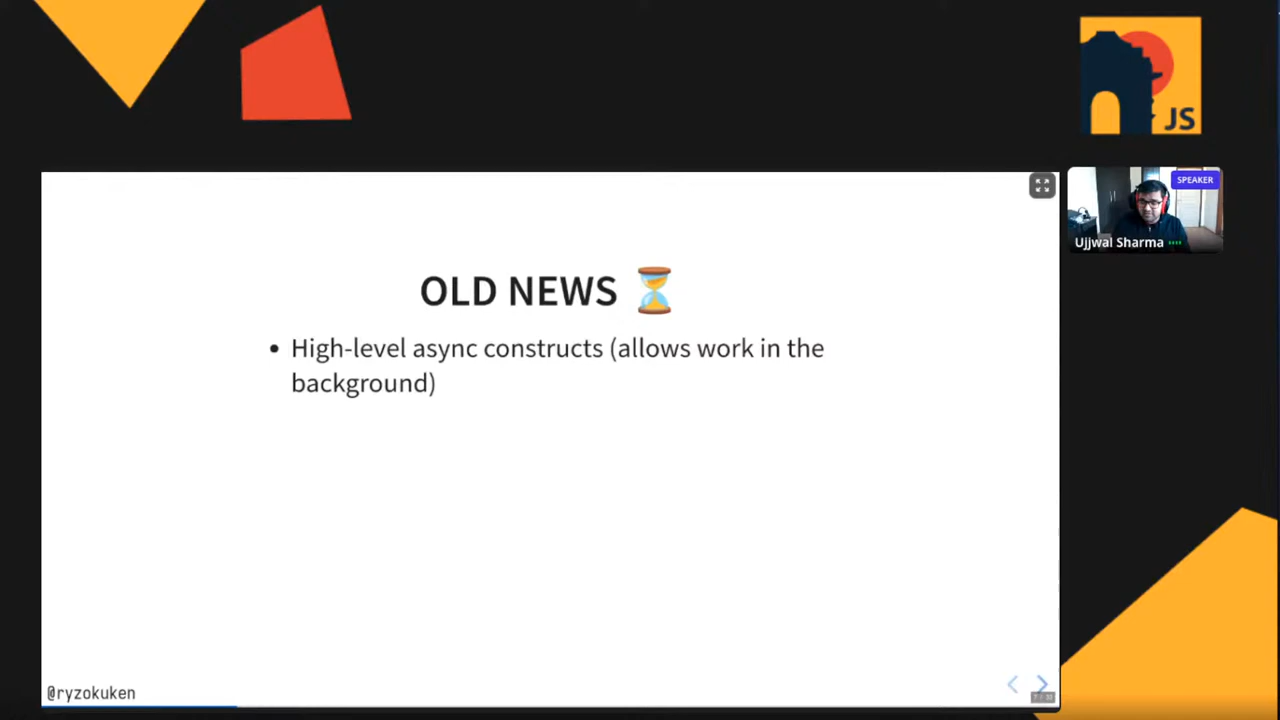 JS
SPEAKER
Ujjwal Sharma
OLD NEWS ⏳
• High-level async constructs (allows work in the
background)
@ryzokuken